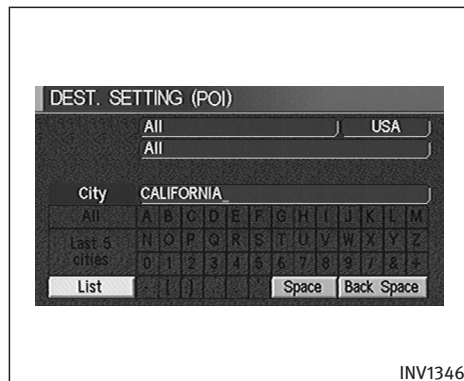 DEST. SETTING (POI)
All USA
All
City CALIFORNIA_
All A B C D E F G H I J K L M
Last 5 cities N O P Q R S T U V W X Y Z
0 1 2 3 4 5 6 7 8 9 / & +
List - ( ) . , ' Space Back Space
INV1346